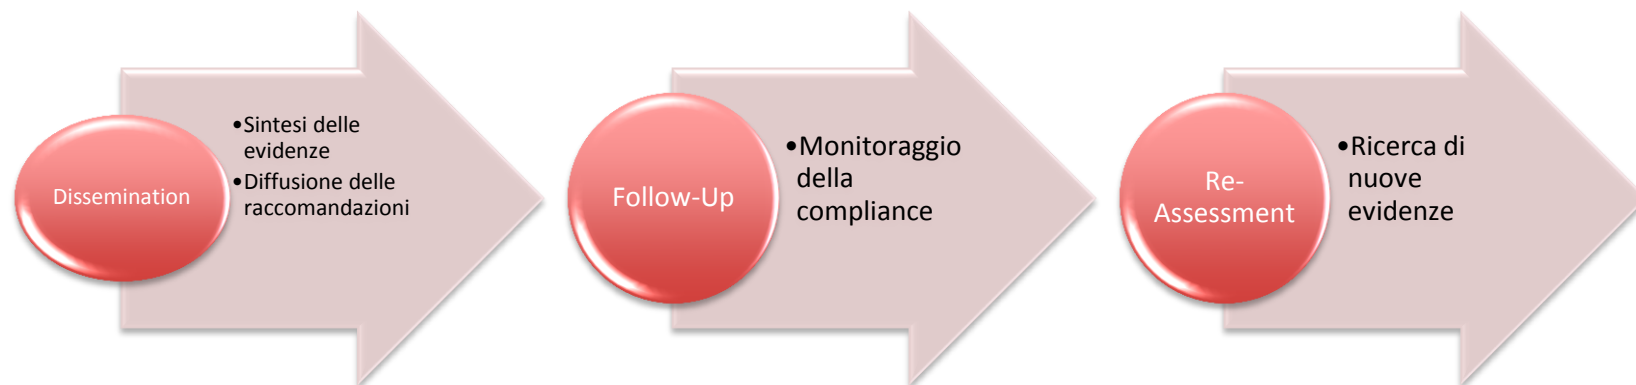 Dissemination
•Sintesi delle
evidenze
•Diffusione delle
raccomandazioni
Follow-Up
•Monitoraggio
della
compliance
Re-
Assessment
•Ricerca di
nuove
evidenze